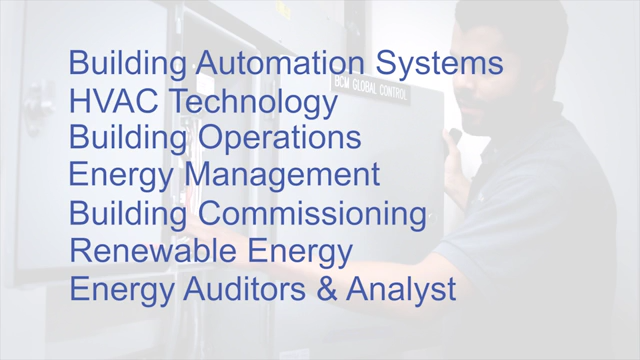 Building Automation Systems
HVAC Technology
Building Operations
Energy Management
Building Commissioning
Renewable Energy
Energy Auditors & Analyst
BCM GLOBAL CONTROL